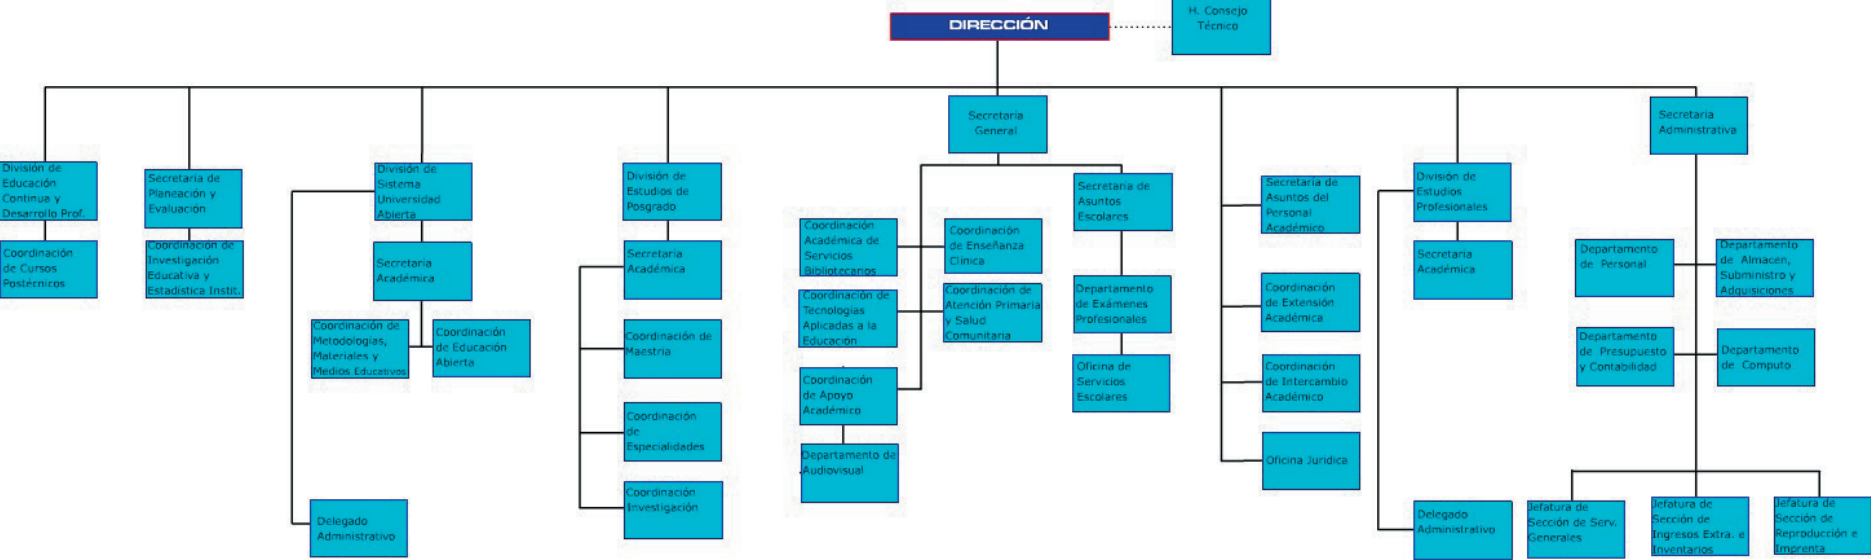 DIRECCIÓN
H. Consejo
Técnico
Secretaría
General
Secretaría
Administrativa
División de
Educación
Continua y
Desarrollo Prof.
Coordinación
de Cursos
Postécnicos
Secretaría de
Planeación y
Evaluación
Coordinación de
Investigación
Educativa y
Estadística Instit.
División de
Sistema
Universidad
Abierta
Secretaría
Académica
Coordinación de
Metodologías,
Materiales y
Medios Educativos
Coordinación
de Educación
Abierta
Delegado
Administrativo
División de
Estudios de
Posgrado
Secretaría
Académica
Coordinación de
Maestría
Coordinación
de
Especialidades
Coordinación
Investigación
Coordinación
Académica de
Servicios
Bibliotecarios
Coordinación
de Enseñanza
Clínica
Coordinación de
Tecnologías
Aplicadas a la
Educación
Coordinación de
Atención Primaria
y Salud
Comunitaria
Coordinación
de Apoyo
Académico
Departamento de
Audiovisual
Secretaría de
Asuntos
Escolares
Departamento
de Exámenes
Profesionales
Oficina de
Servicios
Escolares
Secretaría de
Asuntos del
Personal
Académico
Coordinación
de Extensión
Académica
Coordinación
de Intercambio
Académico
Oficina Jurídica
División de
Estudios
Profesionales
Secretaría
Académica
Delegado
Administrativo
Departamento
de Personal
Departamento
de Almacen,
Subministro y
Adquisiciones
Departamento
de Presupuesto
y Contabilidad
Departamento
de Computo
Jefatura de
Sección de Serv.
Generales
Jefatura de
Sección de
Ingresos Extra. e
Inventarios
Jefatura de
Sección de
Reproducción e
Imprenta